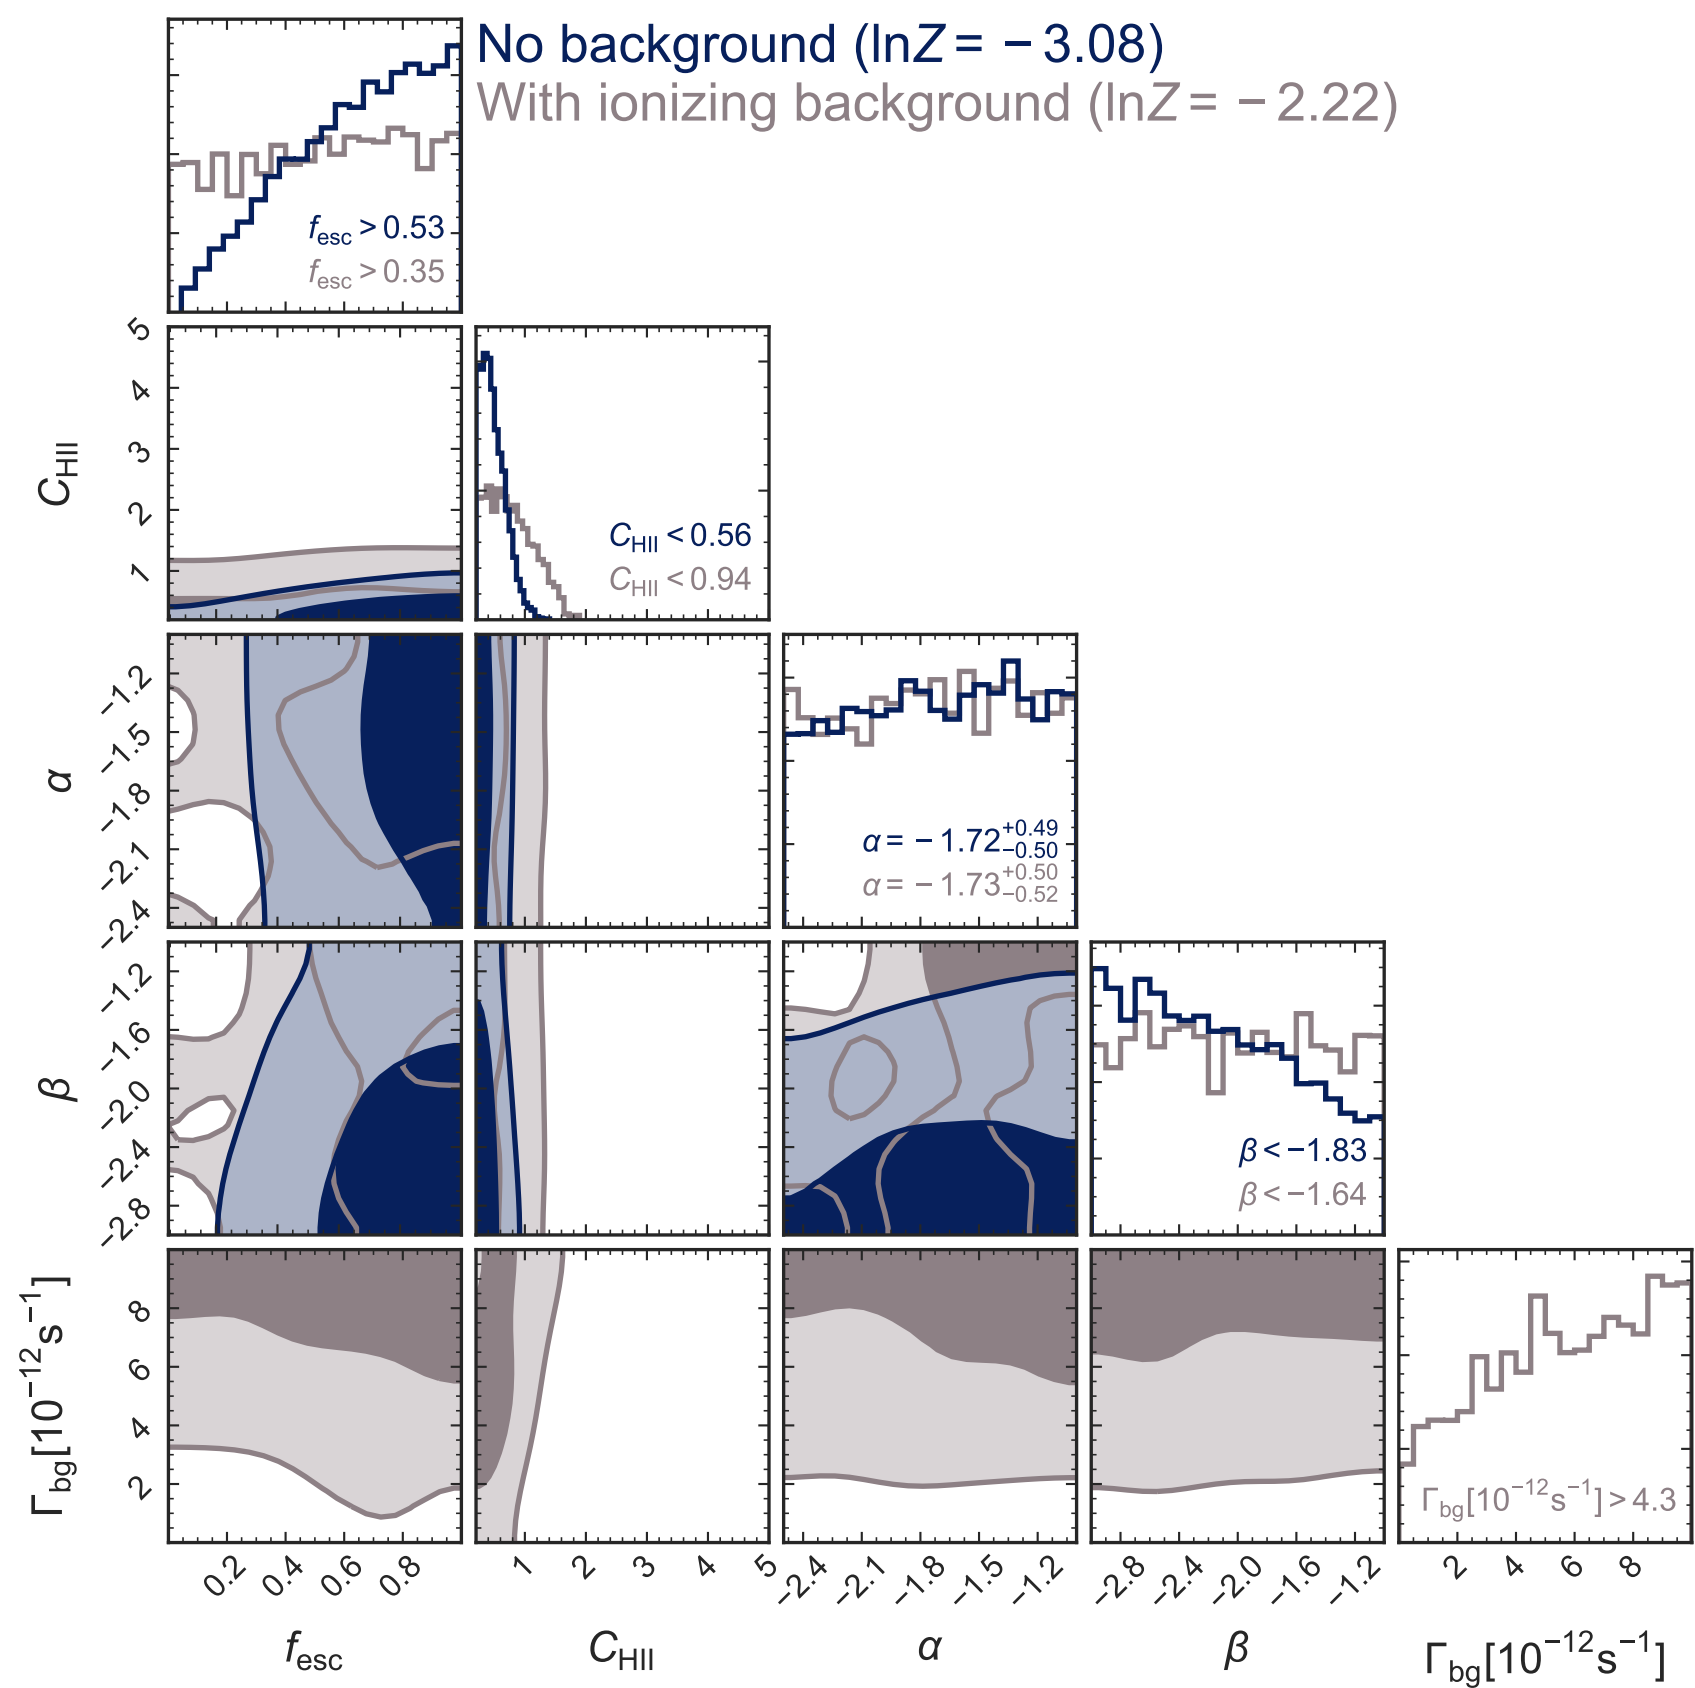 No background (lnZ = −3.08)
With ionizing background (lnZ = −2.22)
f_esc > 0.53
f_esc > 0.35
C_HII
5
4
3
2
1
C_HII < 0.56
C_HII < 0.94
α
−1.2
−1.5
−1.8
−2.1
−2.4
α = −1.72 +0.49 −0.50
α = −1.73 +0.50 −0.52
β
−1.2
−1.6
−2.0
−2.4
−2.8
β < −1.83
β < −1.64
Γ_bg[10⁻¹²s⁻¹]
8
6
4
2
Γ_bg[10⁻¹²s⁻¹] > 4.3
0.2 0.4 0.6 0.8
1 2 3 4 5
−2.4 −2.1 −1.8 −1.5 −1.2
−2.8 −2.4 −2.0 −1.6 −1.2
2 4 6 8
f_esc
C_HII
α
β
Γ_bg[10⁻¹²s⁻¹]